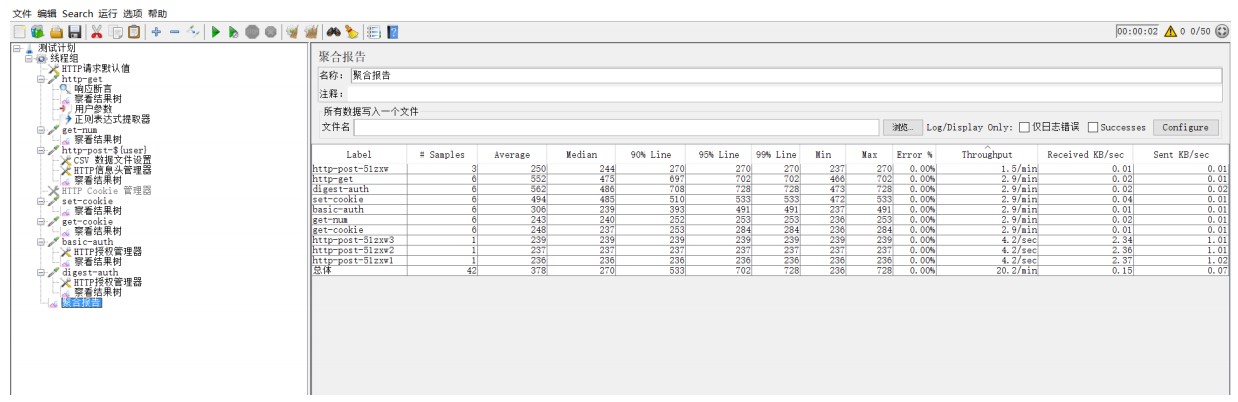 文件 编辑 Search 运行 选项 帮助
00:00:02 0 0/50
测试计划
线程组
HTTP请求默认值
http-get
响应断言
察看结果树
用户参数
正则表达式提取器
get-num
察看结果树
http-post-${user}
CSV 数据文件设置
HTTP信息头管理器
察看结果树
HTTP Cookie 管理器
set-cookie
察看结果树
get-cookie
察看结果树
basic-auth
HTTP授权管理器
察看结果树
digest-auth
HTTP授权管理器
察看结果树
聚合报告
聚合报告
名称: 聚合报告
注释:
所有数据写入一个文件
文件名 浏览... Log/Display Only: 仅日志错误 Successes Configure
Label # Samples Average Median 90% Line 95% Line 99% Line Min Max Error % Throughput Received KB/sec Sent KB/sec
http-post-51zxw 3 250 244 270 270 270 237 270 0.00% 1.5/min 0.01 0.01
http-get 6 552 475 697 702 702 466 702 0.00% 2.9/min 0.02 0.01
digest-auth 6 562 486 708 728 728 473 728 0.00% 2.9/min 0.02 0.02
set-cookie 6 494 485 510 533 533 472 533 0.00% 2.9/min 0.04 0.01
basic-auth 6 306 239 393 491 491 237 491 0.00% 2.9/min 0.01 0.01
get-num 6 243 240 252 253 253 236 253 0.00% 2.9/min 0.02 0.01
get-cookie 6 248 237 253 284 284 236 284 0.00% 2.9/min 0.01 0.01
http-post-51zxw3 1 239 239 239 239 239 239 239 0.00% 4.2/sec 2.34 1.01
http-post-51zxw2 1 237 237 237 237 237 237 237 0.00% 4.2/sec 2.36 1.01
http-post-51zxw1 1 236 236 236 236 236 236 236 0.00% 4.2/sec 2.37 1.02
总体 42 378 270 533 702 728 236 728 0.00% 20.2/min 0.15 0.07